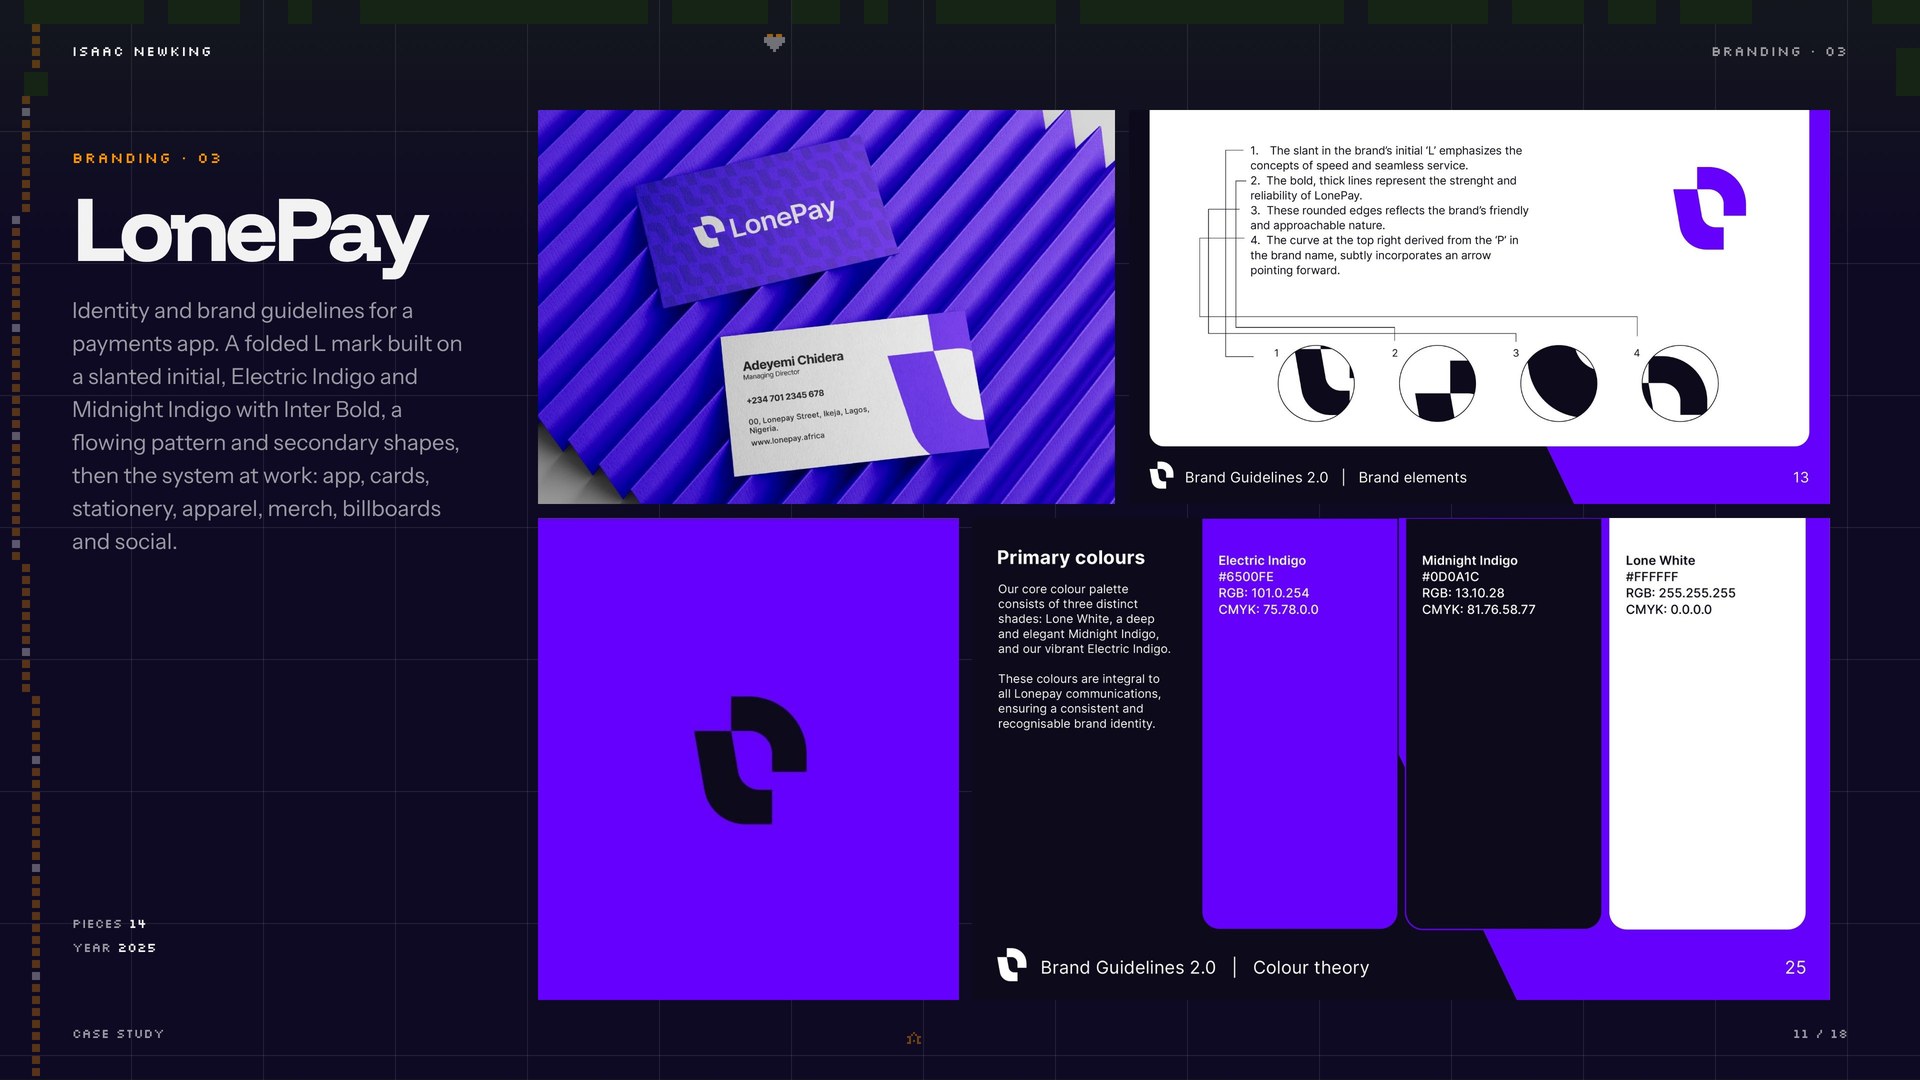 ISAAC NEWKING
BRANDING · 03
BRANDING · 03
LonePay
Identity and brand guidelines for a
payments app. A folded L mark built on
a slanted initial, Electric Indigo and
Midnight Indigo with Inter Bold, a
flowing pattern and secondary shapes,
then the system at work: app, cards,
stationery, apparel, merch, billboards
and social.
PIECES 14
YEAR 2025
LonePay
Adeyemi Chidera
Managing Director
+234 701 2345 678
00, Lonepay Street, Ikeja, Lagos,
Nigeria.
www.lonepay.africa
1. The slant in the brand's initial 'L' emphasizes the
concepts of speed and seamless service.
2. The bold, thick lines represent the strenght and
reliability of LonePay.
3. These rounded edges reflects the brand's friendly
and approachable nature.
4. The curve at the top right derived from the 'P' in
the brand name, subtly incorporates an arrow
pointing forward.
1 2 3 4
Brand Guidelines 2.0 | Brand elements
13
Primary colours
Our core colour palette
consists of three distinct
shades: Lone White, a deep
and elegant Midnight Indigo,
and our vibrant Electric Indigo.
These colours are integral to
all Lonepay communications,
ensuring a consistent and
recognisable brand identity.
Electric Indigo
#6500FE
RGB: 101.0.254
CMYK: 75.78.0.0
Midnight Indigo
#0D0A1C
RGB: 13.10.28
CMYK: 81.76.58.77
Lone White
#FFFFFF
RGB: 255.255.255
CMYK: 0.0.0.0
Brand Guidelines 2.0 | Colour theory
25
CASE STUDY
11 / 18